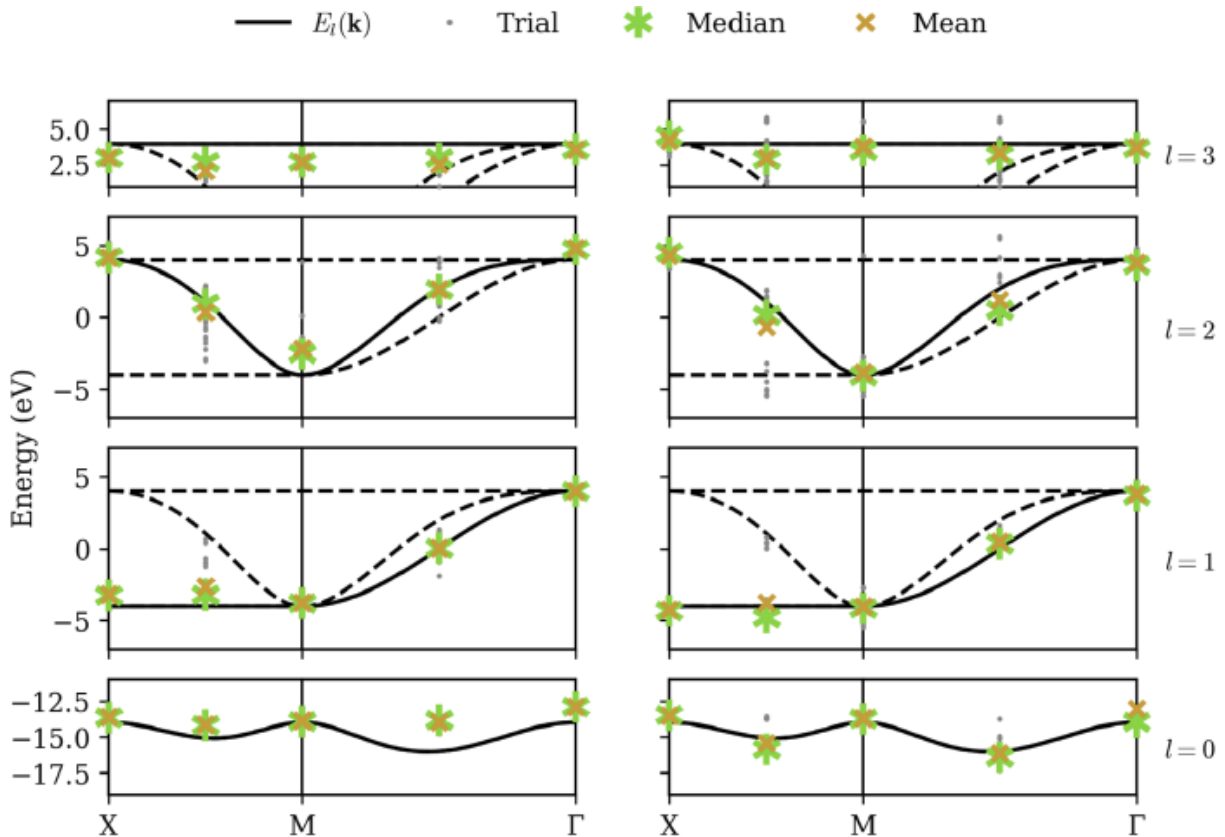 E_l(k) Trial Median Mean
5.0
2.5
l = 3
5
0
−5
l = 2
Energy (eV)
5
0
−5
l = 1
−12.5
−15.0
−17.5
l = 0
X M Γ X M Γ